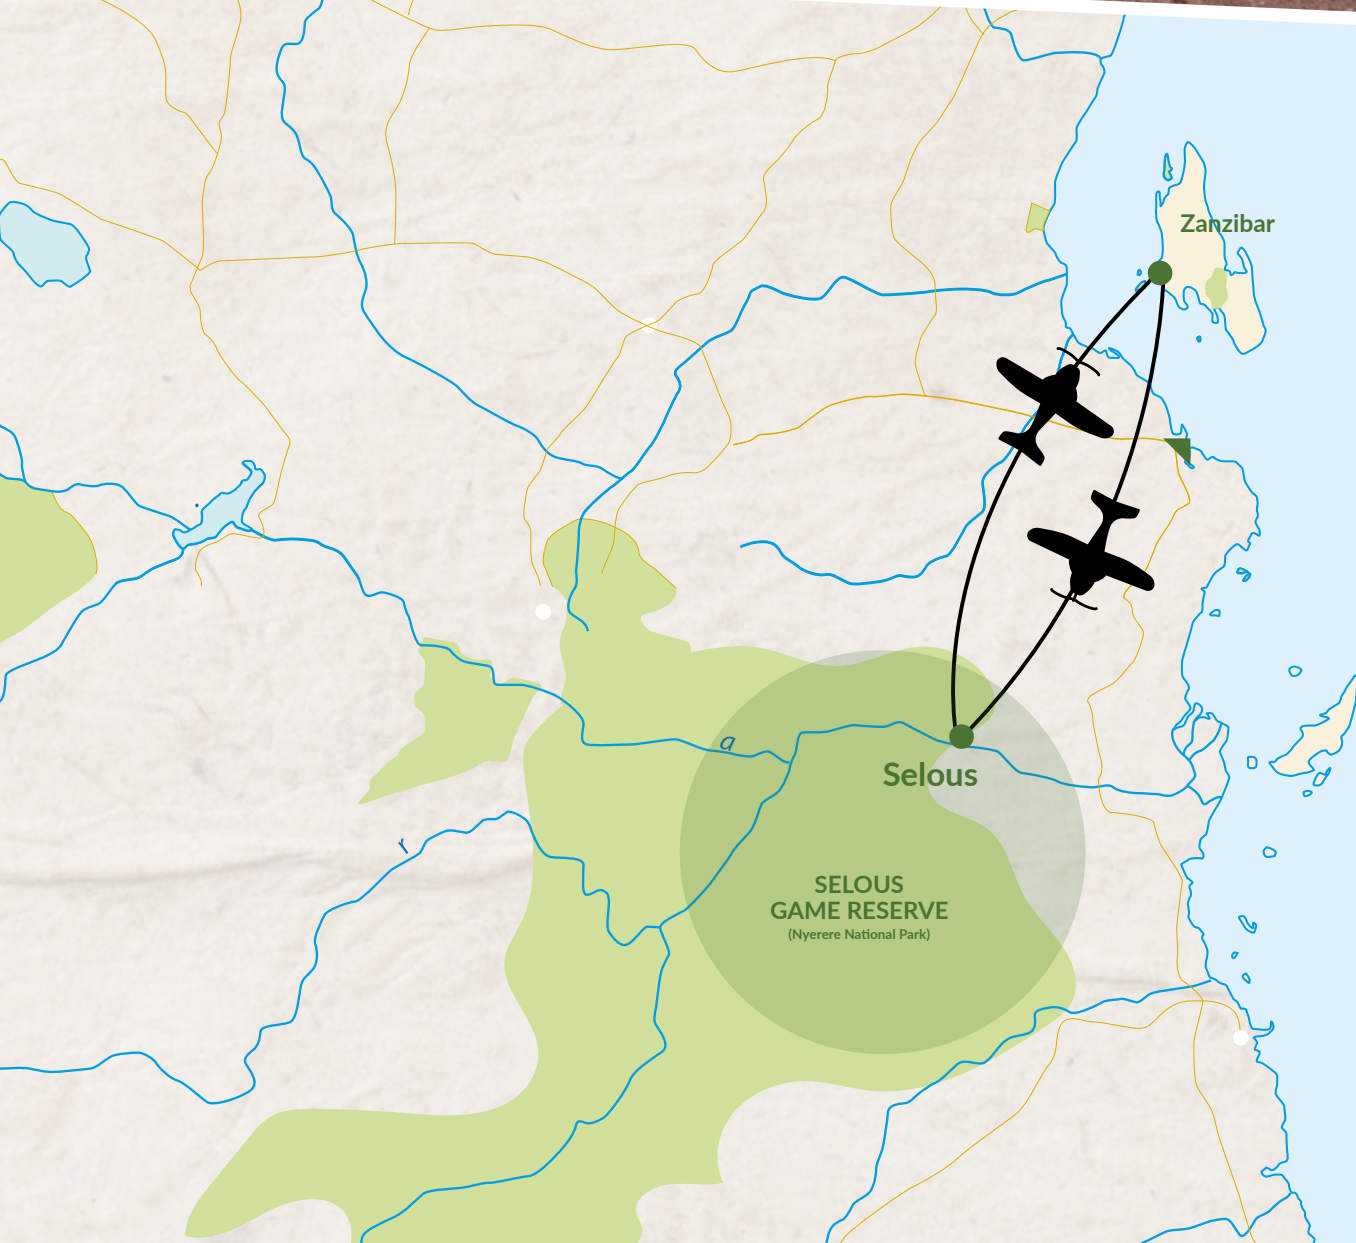 Zanzibar
a
Selous
r
SELOUS
GAME RESERVE
(Nyerere National Park)